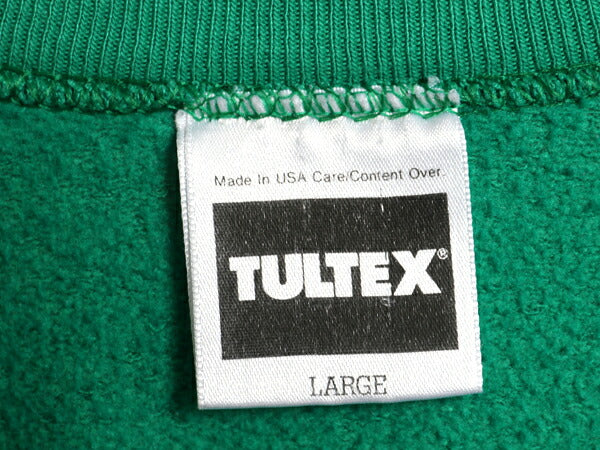 Made In USA Care/Content Over.
TULTEX®
LARGE